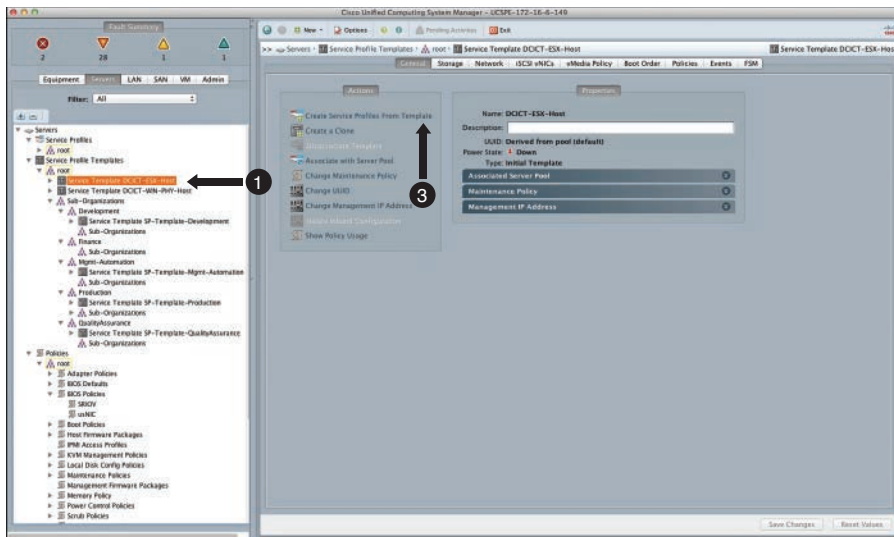 Cisco Unified Computing System Manager - UCSPE-172-16-6-149
Fault Summary
2 28 1 1
New Options Pending Activities Exit
>> Servers Service Profile Templates root Service Template DCICT-ESX-Host
Service Template DCICT-ESX-Hos
Equipment Servers LAN SAN VM Admin
General Storage Network iSCSI vNICs vMedia Policy Boot Order Policies Events FSM
Filter: All
Servers
Service Profiles
root
Service Profile Templates
root
Service Template DCICT-ESX-Host
Service Template DCICT-WIN-PHY-Host
Sub-Organizations
Development
Service Template SP-Template-Development
Sub-Organizations
Finance
Sub-Organizations
Mgmt-Automation
Service Template SP-Template-Mgmt-Automation
Sub-Organizations
Production
Service Template SP-Template-Production
Sub-Organizations
QualityAssurance
Service Template SP-Template-QualityAssurance
Sub-Organizations
Policies
root
Adapter Policies
BIOS Defaults
BIOS Policies
SRIOV
usNIC
Boot Policies
Host Firmware Packages
IPMI Access Profiles
KVM Management Policies
Local Disk Config Policies
Maintenance Policies
Management Firmware Packages
Memory Policy
Power Control Policies
Scrub Policies
1
Actions
Create Service Profiles From Template
Create a Clone
Disassociate Template
Associate with Server Pool
Change Maintenance Policy
Change UUID
Change Management IP Address
Show Policy Usage
3
Properties
Name: DCICT-ESX-Host
Description:
UUID: Derived from pool (default)
Power State: Down
Type: Initial Template
Associated Server Pool
Maintenance Policy
Management IP Address
Save Changes Reset Values